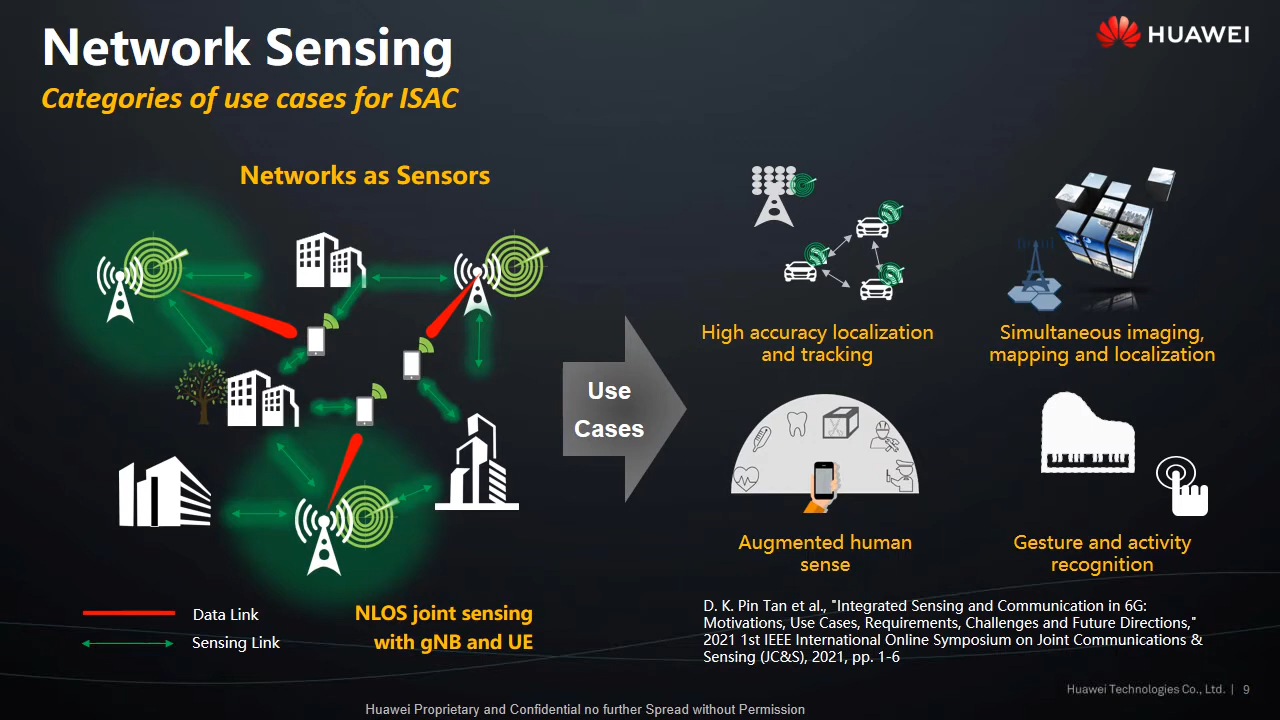 Network Sensing
HUAWEI
Categories of use cases for ISAC
Networks as Sensors
Use
Cases
High accuracy localization
and tracking
Simultaneous imaging,
mapping and localization
Augmented human
sense
Gesture and activity
recognition
Data Link
Sensing Link
NLOS joint sensing
with gNB and UE
D. K. Pin Tan et al., "Integrated Sensing and Communication in 6G:
Motivations, Use Cases, Requirements, Challenges and Future Directions,"
2021 1st IEEE International Online Symposium on Joint Communications &
Sensing (JC&S), 2021, pp. 1-6
Huawei Technologies Co., Ltd. | 9
Huawei Proprietary and Confidential no further Spread without Permission